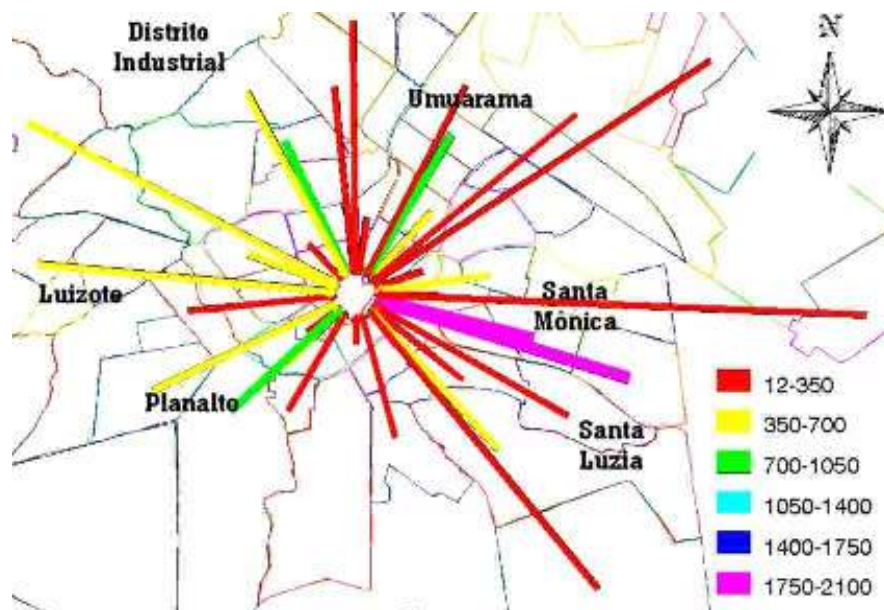 Distrito
Industrial
N
Umuarama
Luizote
Santa
Mônica
Planalto
Santa
Luzia
12-350
350-700
700-1050
1050-1400
1400-1750
1750-2100